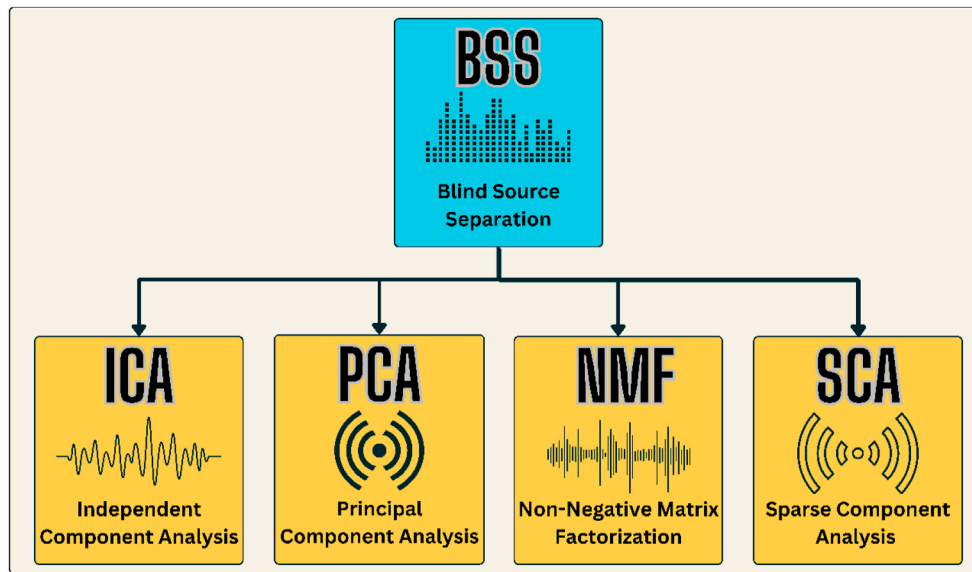 BSS
Blind Source
Separation
ICA
Independent
Component Analysis
PCA
Principal
Component Analysis
NMF
Non-Negative Matrix
Factorization
SCA
Sparse Component
Analysis